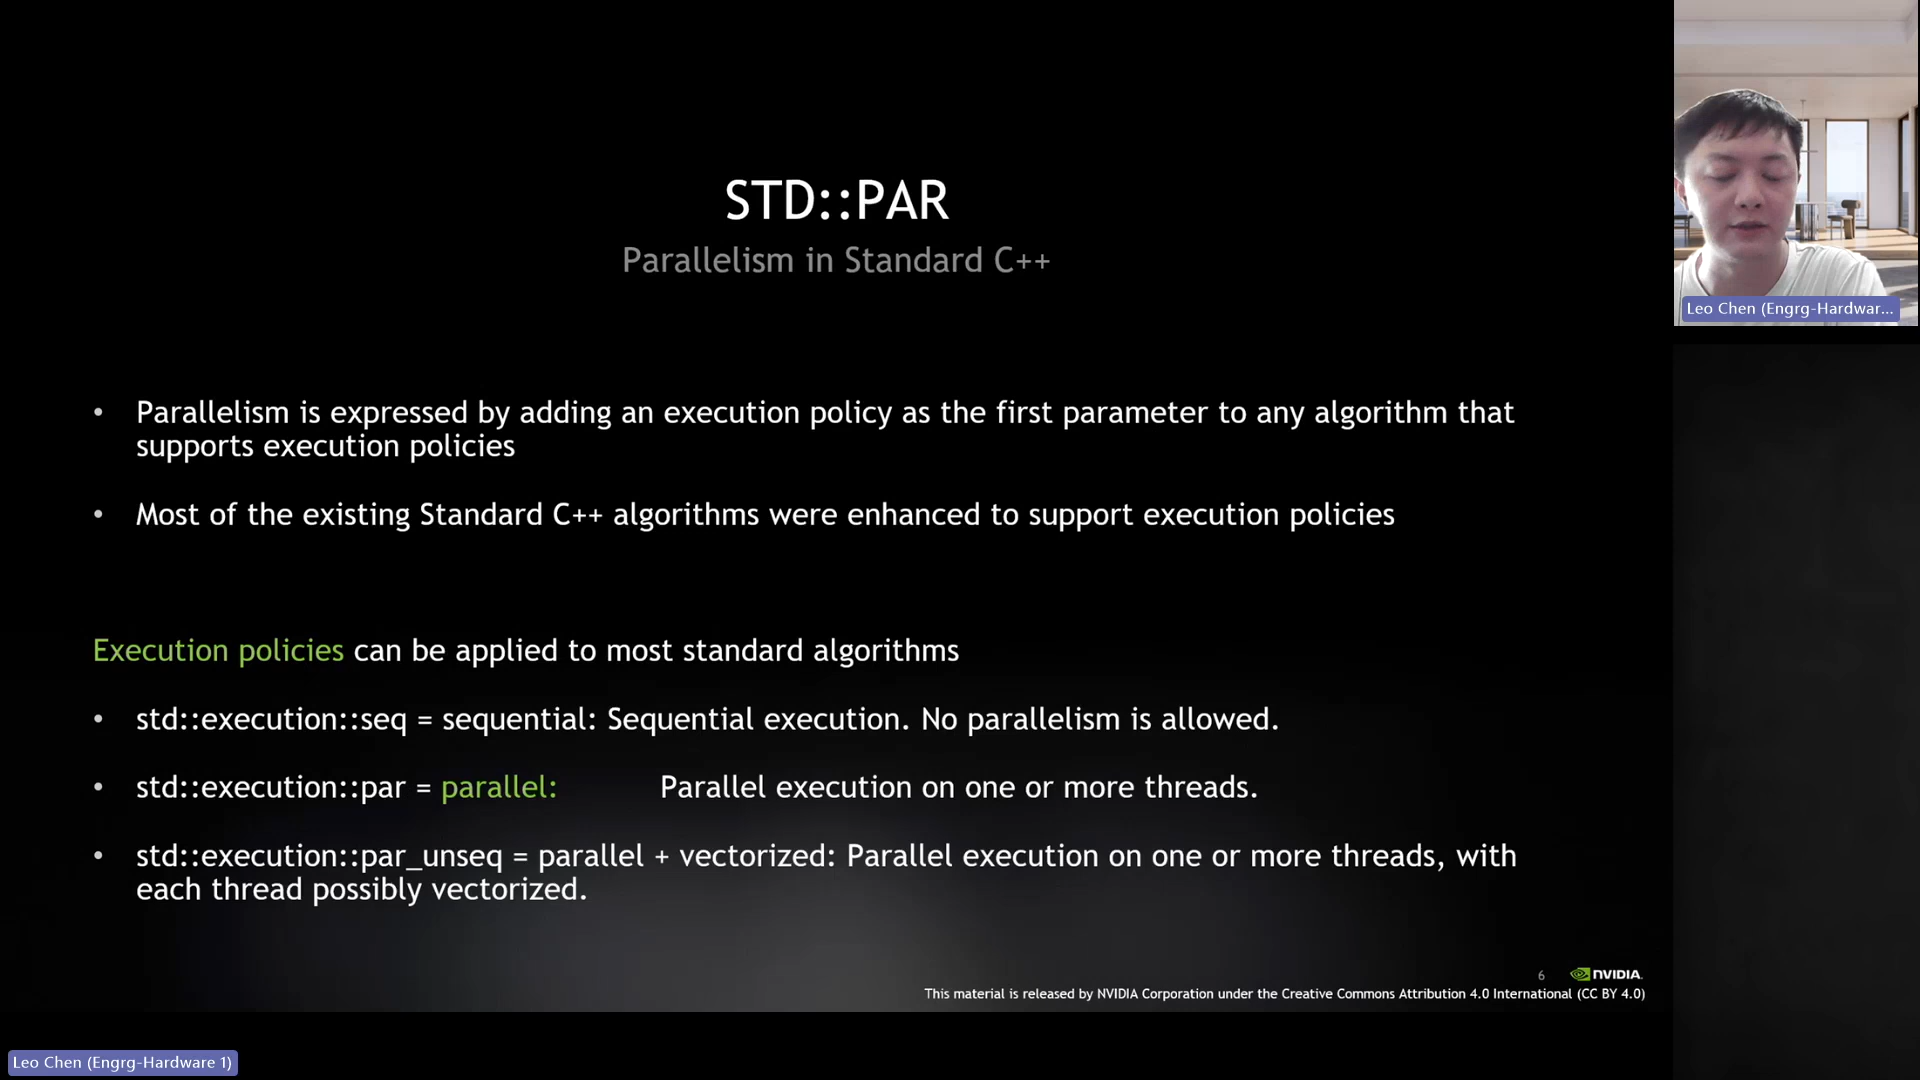 STD::PAR
Parallelism in Standard C++
• Parallelism is expressed by adding an execution policy as the first parameter to any algorithm that
supports execution policies
• Most of the existing Standard C++ algorithms were enhanced to support execution policies
Execution policies can be applied to most standard algorithms
• std::execution::seq = sequential: Sequential execution. No parallelism is allowed.
• std::execution::par = parallel: Parallel execution on one or more threads.
• std::execution::par_unseq = parallel + vectorized: Parallel execution on one or more threads, with
each thread possibly vectorized.
6 NVIDIA.
This material is released by NVIDIA Corporation under the Creative Commons Attribution 4.0 International (CC BY 4.0)
Leo Chen (Engrg-Hardwar...
Leo Chen (Engrg-Hardware 1)